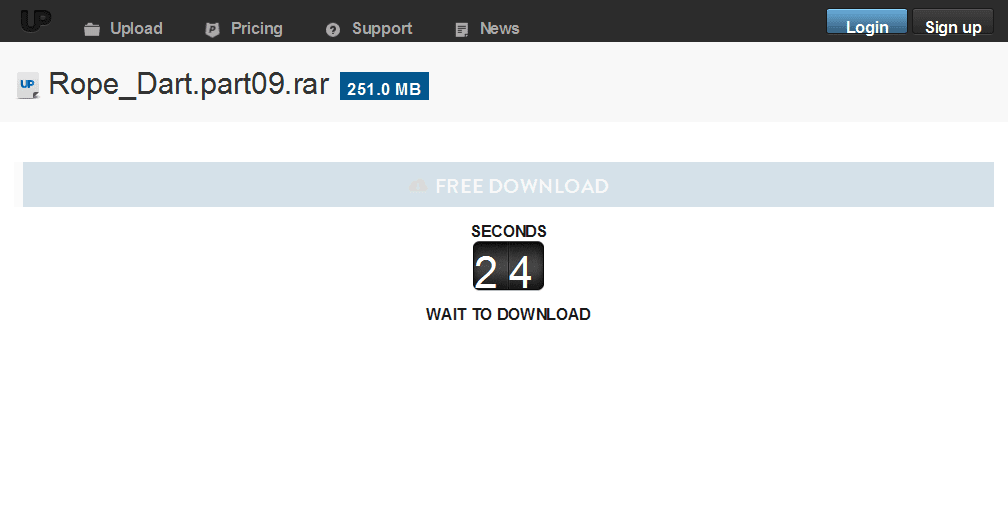 UP Upload Pricing Support News Login Sign up
UP Rope_Dart.part09.rar 251.0 MB
FREE DOWNLOAD
SECONDS
24
WAIT TO DOWNLOAD